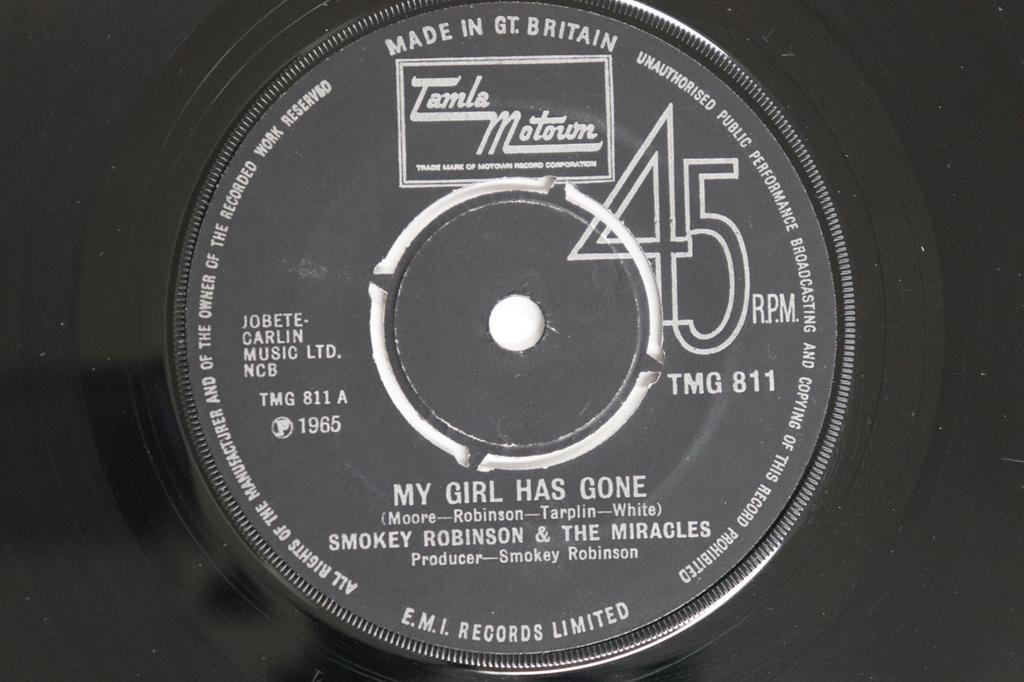 MADE IN GT. BRITAIN
UNAUTHORISED PUBLIC PERFORMANCE BROADCASTING AND COPYING OF THIS RECORD PROHIBITED
ALL RIGHTS OF THE MANUFACTURER AND OF THE OWNER OF THE RECORDED WORK RESERVED
Tamla
Motown
TRADE MARK OF MOTOWN RECORD CORPORATION
45
R.P.M.
JOBETE-
CARLIN
MUSIC LTD.
NCB
TMG 811 A
℗ 1965
TMG 811
MY GIRL HAS GONE
(Moore—Robinson—Tarplin—White)
SMOKEY ROBINSON & THE MIRACLES
Producer—Smokey Robinson
E.M.I. RECORDS LIMITED